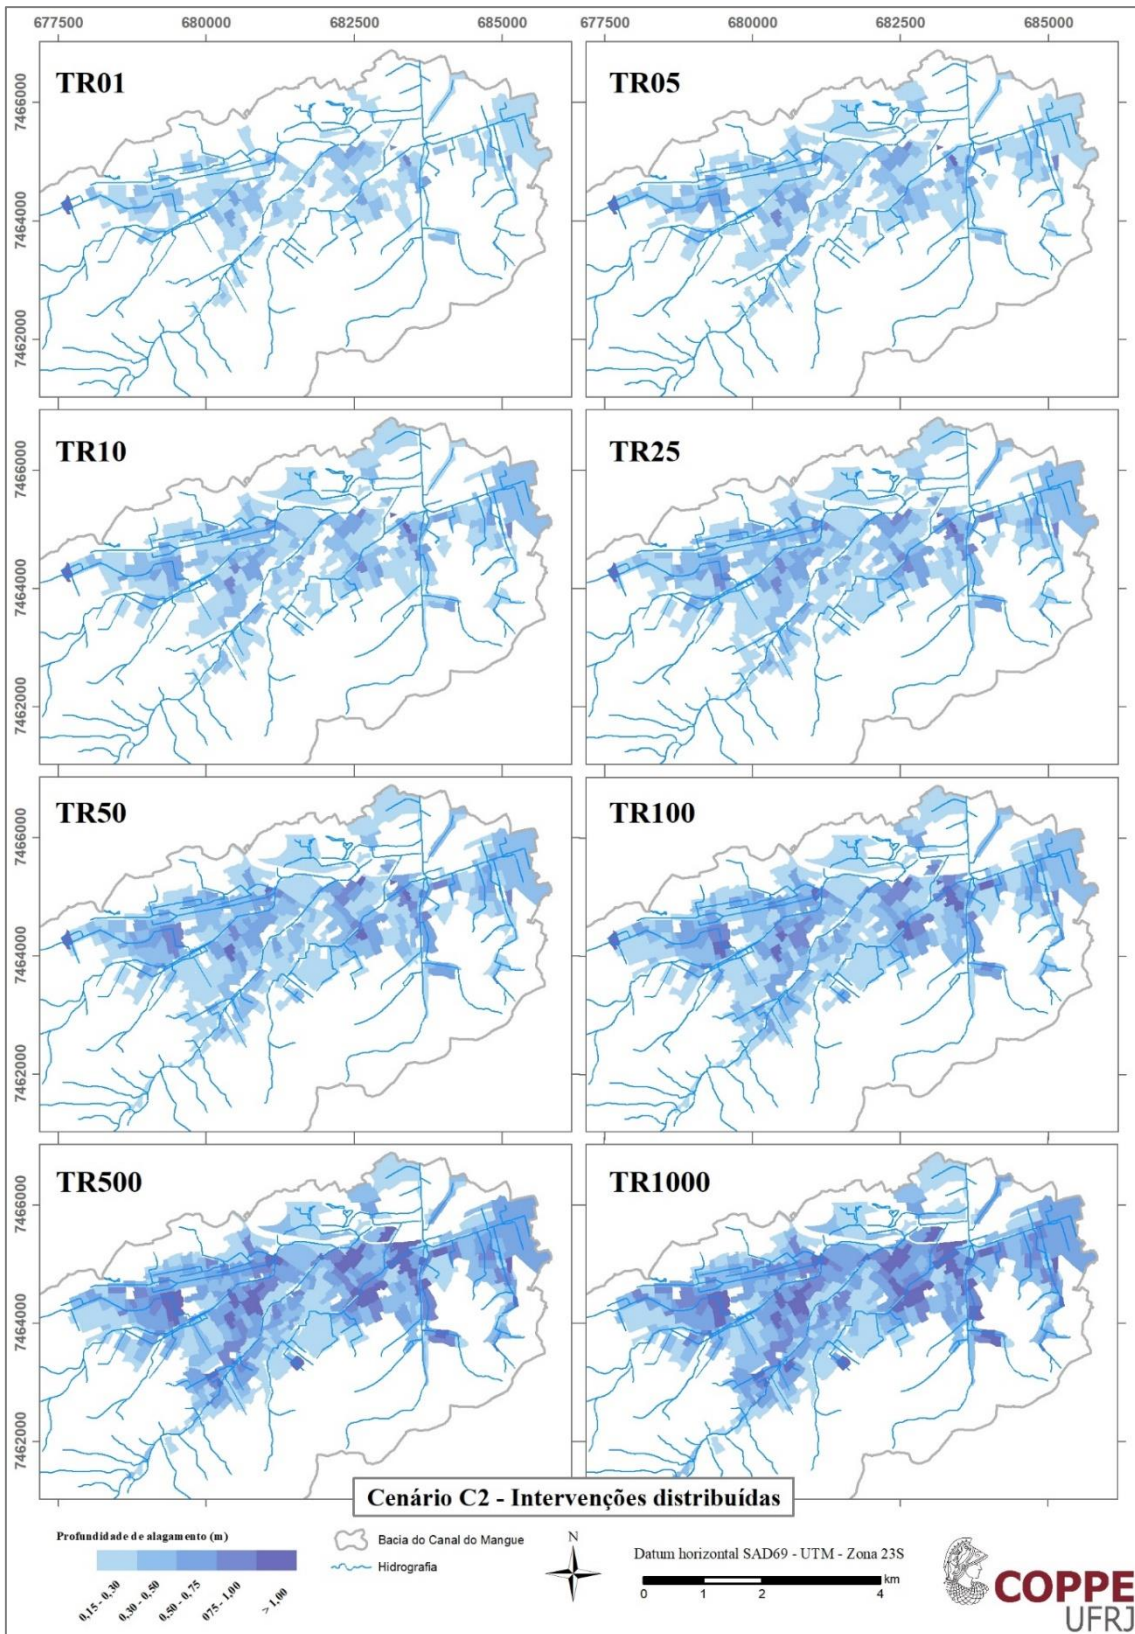 677500 680000 682500 685000 677500 680000 682500 685000
TR01
TR05
7466000
7464000
7462000
TR10
TR25
7466000
7464000
7462000
TR50
TR100
7466000
7464000
7462000
TR500
TR1000
7466000
7464000
7462000
Cenário C2 - Intervenções distribuídas
Profundidade de alagamento (m)
0,15 - 0,30
0,30 - 0,50
0,50 - 0,75
075 - 1,00
> 1,00
Bacia do Canal do Mangue
Hidrografia
N
Datum horizontal SAD69 - UTM - Zona 23S
km
0 1 2 4
COPPE
UFRJ